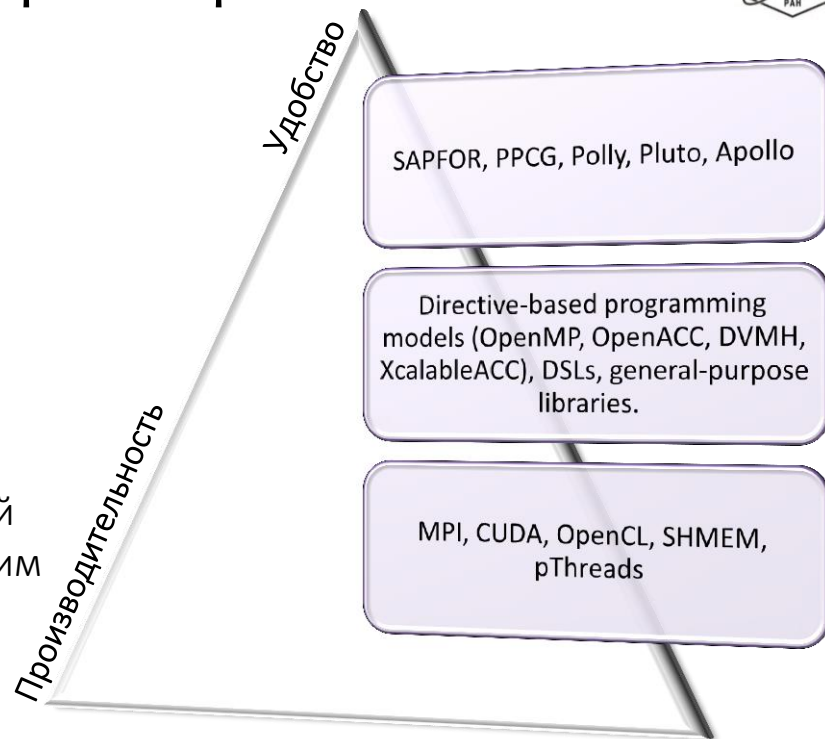 РАН
Удобство
SAPFOR, PPCG, Polly, Pluto, Apollo
Directive-based programming
models (OpenMP, OpenACC, DVMH,
XcalableACC), DSLs, general-purpose
libraries.
Производительность
MPI, CUDA, OpenCL, SHMEM,
pThreads